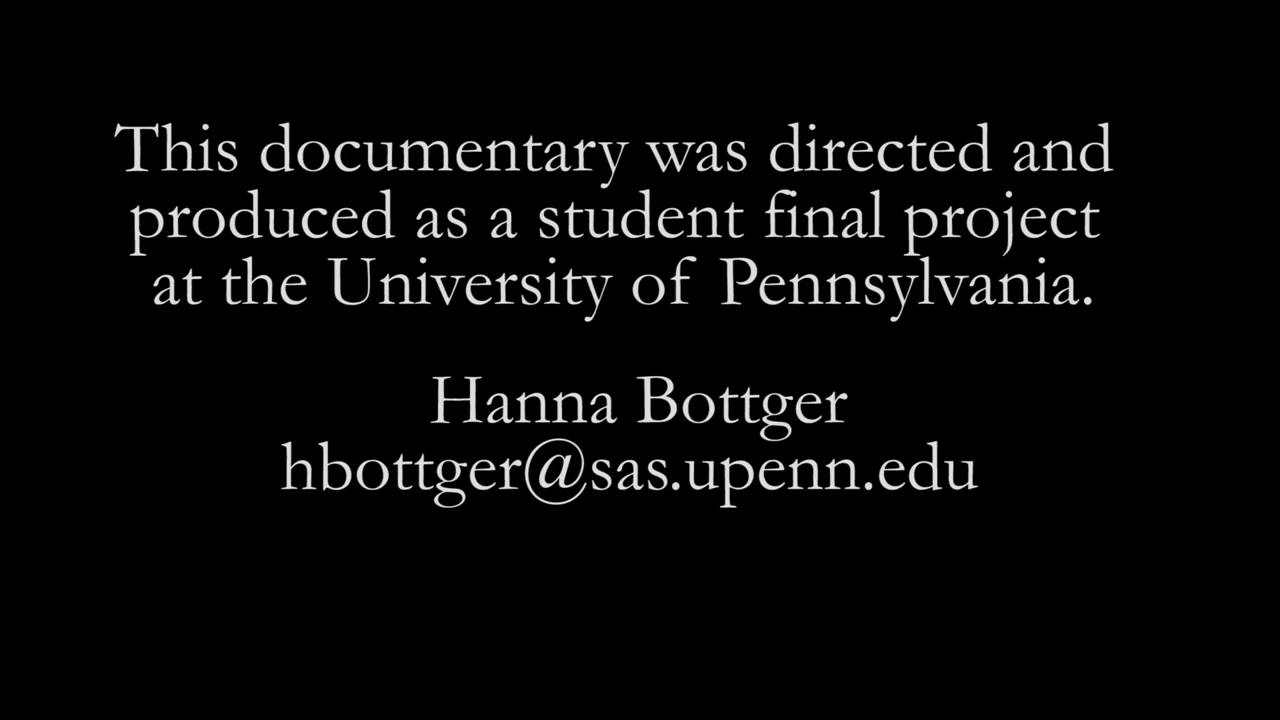 This documentary was directed and
produced as a student final project
at the University of Pennsylvania.
Hanna Bottger
hbottger@sas.upenn.edu